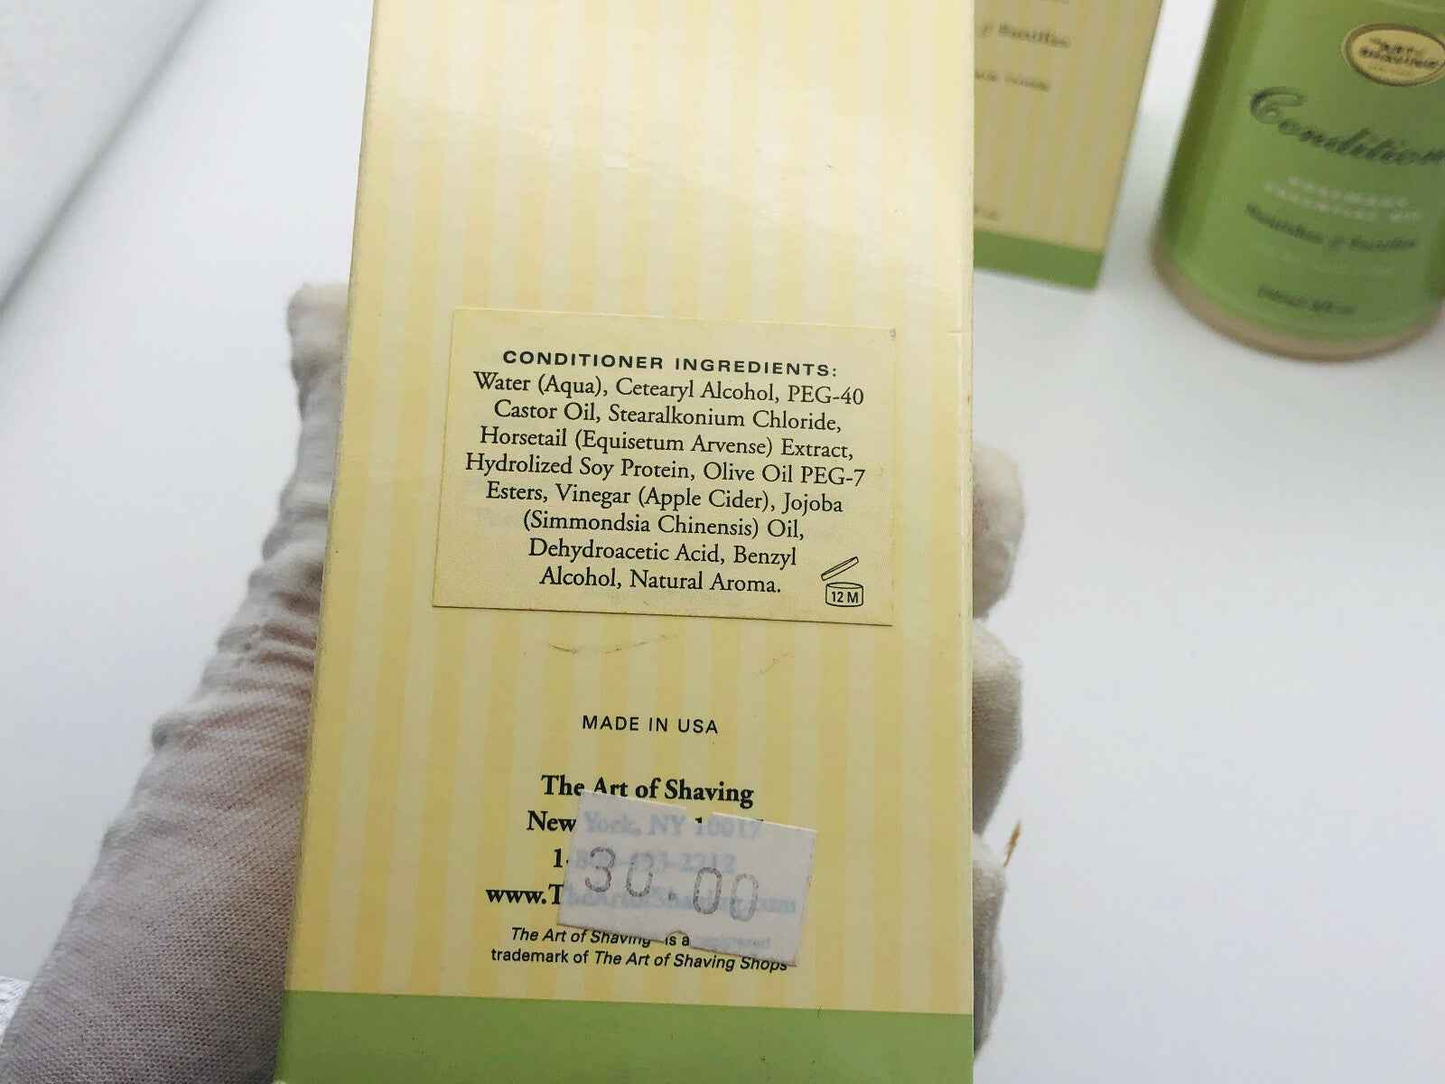 CONDITIONER INGREDIENTS:
Water (Aqua), Cetearyl Alcohol, PEG-40
Castor Oil, Stearalkonium Chloride,
Horsetail (Equisetum Arvense) Extract,
Hydrolized Soy Protein, Olive Oil PEG-7
Esters, Vinegar (Apple Cider), Jojoba
(Simmondsia Chinensis) Oil,
Dehydroacetic Acid, Benzyl
Alcohol, Natural Aroma.
12 M
MADE IN USA
The Art of Shaving
New York, NY 10017
30.00
The Art of Shaving is a
trademark of The Art of Shaving Shops
Condition